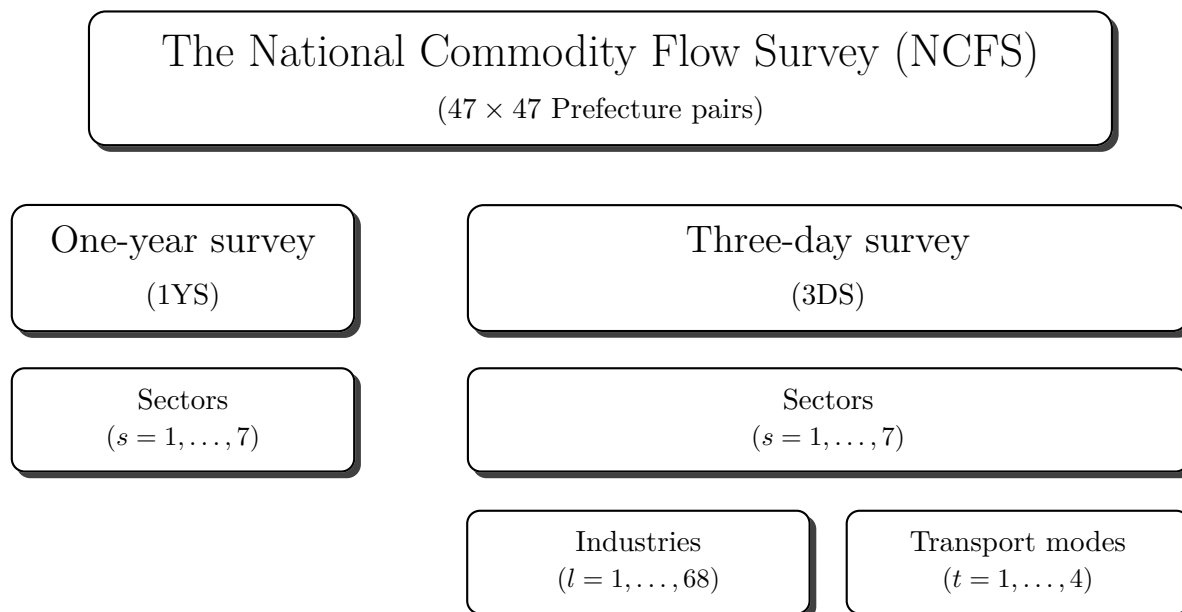 The National Commodity Flow Survey (NCFS)
(47 × 47 Prefecture pairs)
One-year survey
(1YS)
Three-day survey
(3DS)
Sectors
(s = 1, . . . , 7)
Sectors
(s = 1, . . . , 7)
Industries
(l = 1, . . . , 68)
Transport modes
(t = 1, . . . , 4)